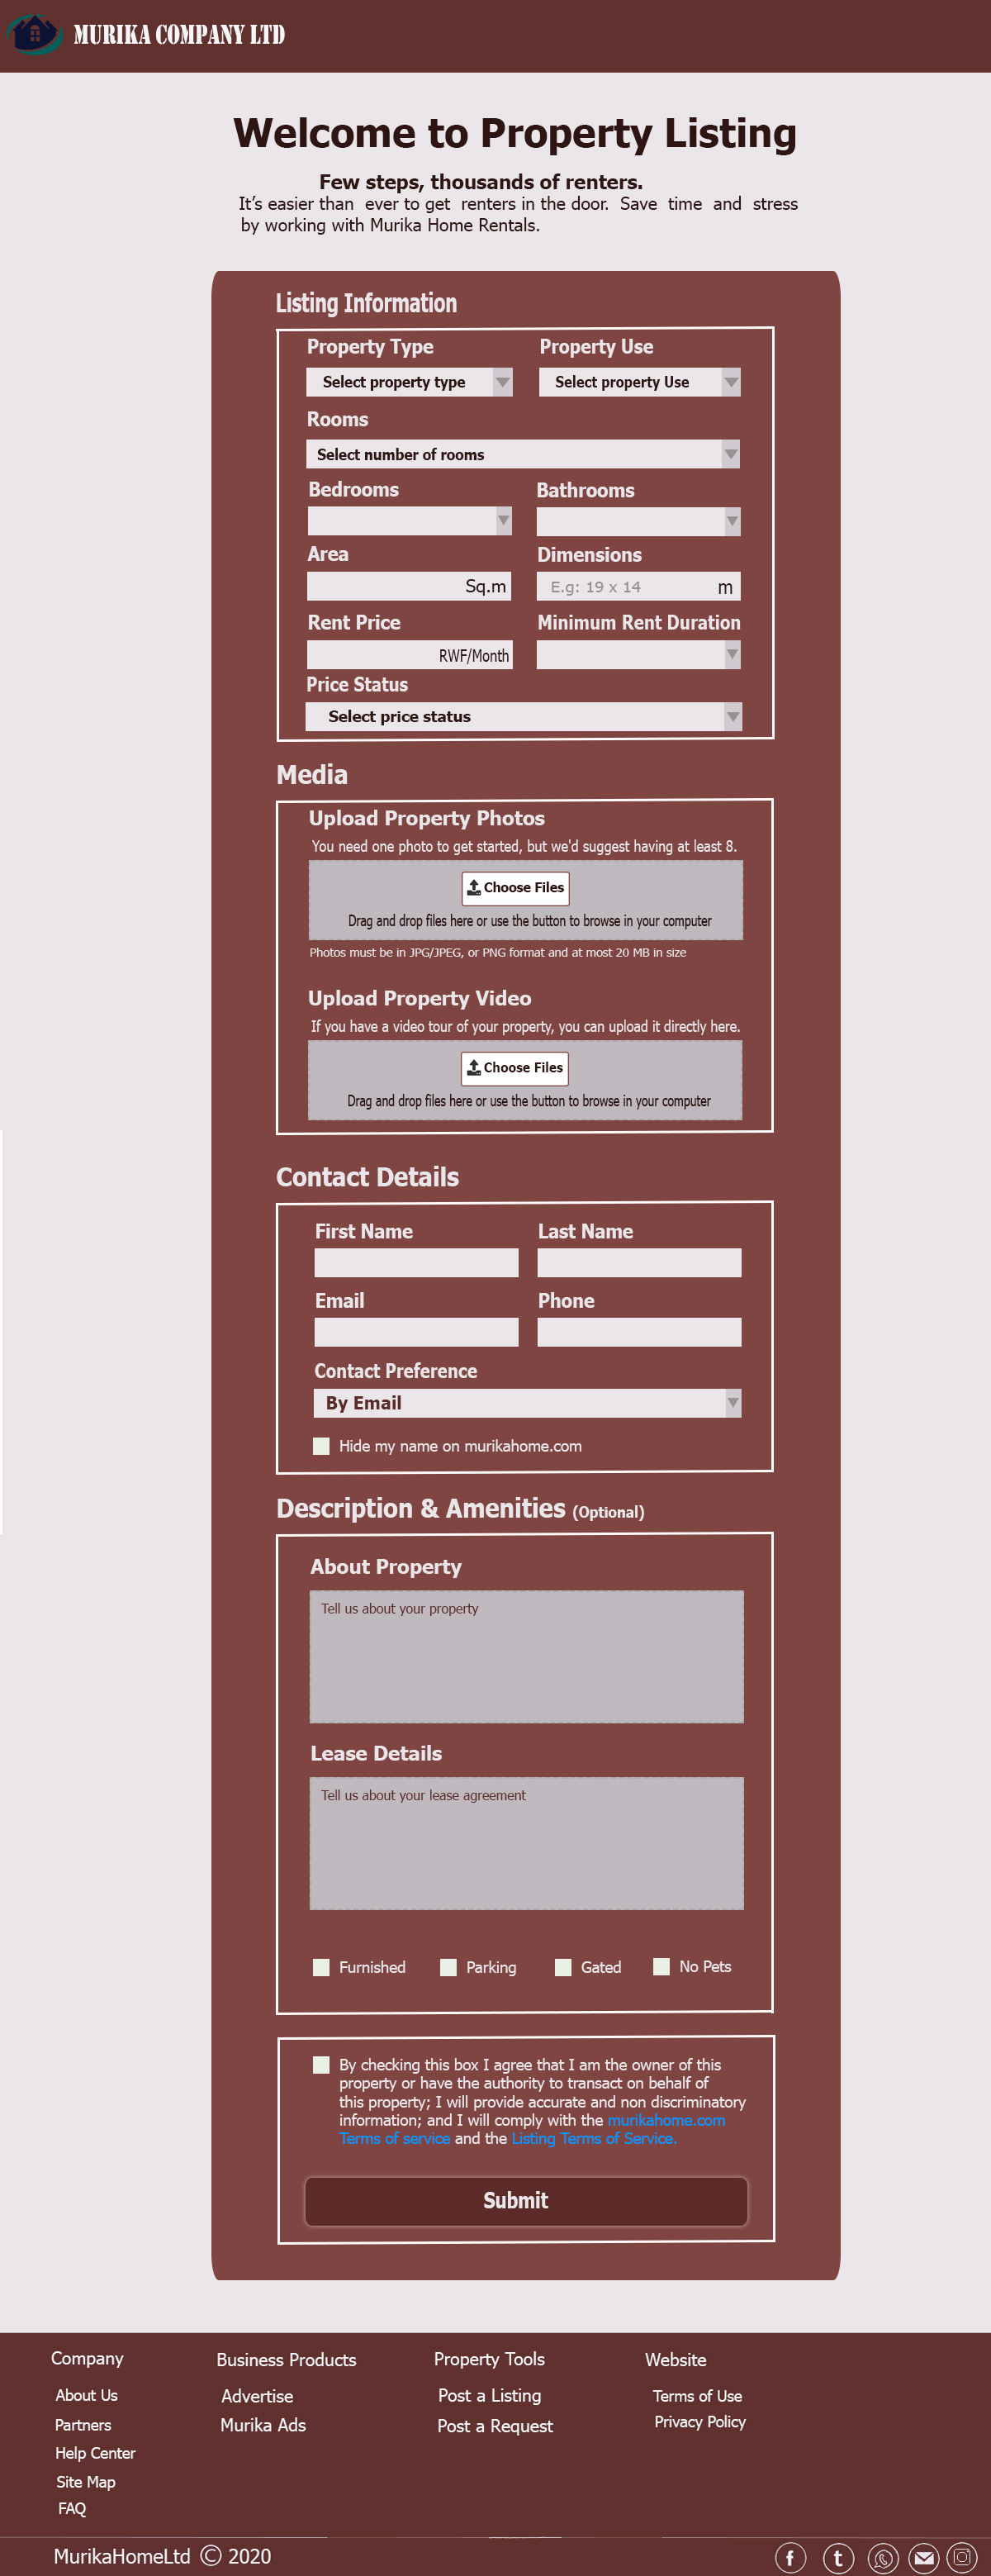 MURIKA COMPANY LTD
Welcome to Property Listing
Few steps, thousands of renters.
It's easier than ever to get renters in the door. Save time and stress
by working with Murika Home Rentals.
Listing Information
Property Type Property Use
Select property type Select property Use
Rooms
Select number of rooms
Bedrooms Bathrooms
Area Dimensions
Sq.m E.g: 19 x 14 m
Rent Price Minimum Rent Duration
RWF/Month
Price Status
Select price status
Media
Upload Property Photos
You need one photo to get started, but we'd suggest having at least 8.
Choose Files
Drag and drop files here or use the button to browse in your computer
Photos must be in JPG/JPEG, or PNG format and at most 20 MB in size
Upload Property Video
If you have a video tour of your property, you can upload it directly here.
Choose Files
Drag and drop files here or use the button to browse in your computer
Contact Details
First Name Last Name
Email Phone
Contact Preference
By Email
Hide my name on murikahome.com
Description & Amenities (Optional)
About Property
Tell us about your property
Lease Details
Tell us about your lease agreement
Furnished Parking Gated No Pets
By checking this box I agree that I am the owner of this
property or have the authority to transact on behalf of
this property; I will provide accurate and non discriminatory
information; and I will comply with the murikahome.com
Terms of service and the Listing Terms of Service.
Submit
Company Business Products Property Tools Website
About Us Advertise Post a Listing Terms of Use
Partners Murika Ads Post a Request Privacy Policy
Help Center
Site Map
FAQ
MurikaHomeLtd © 2020